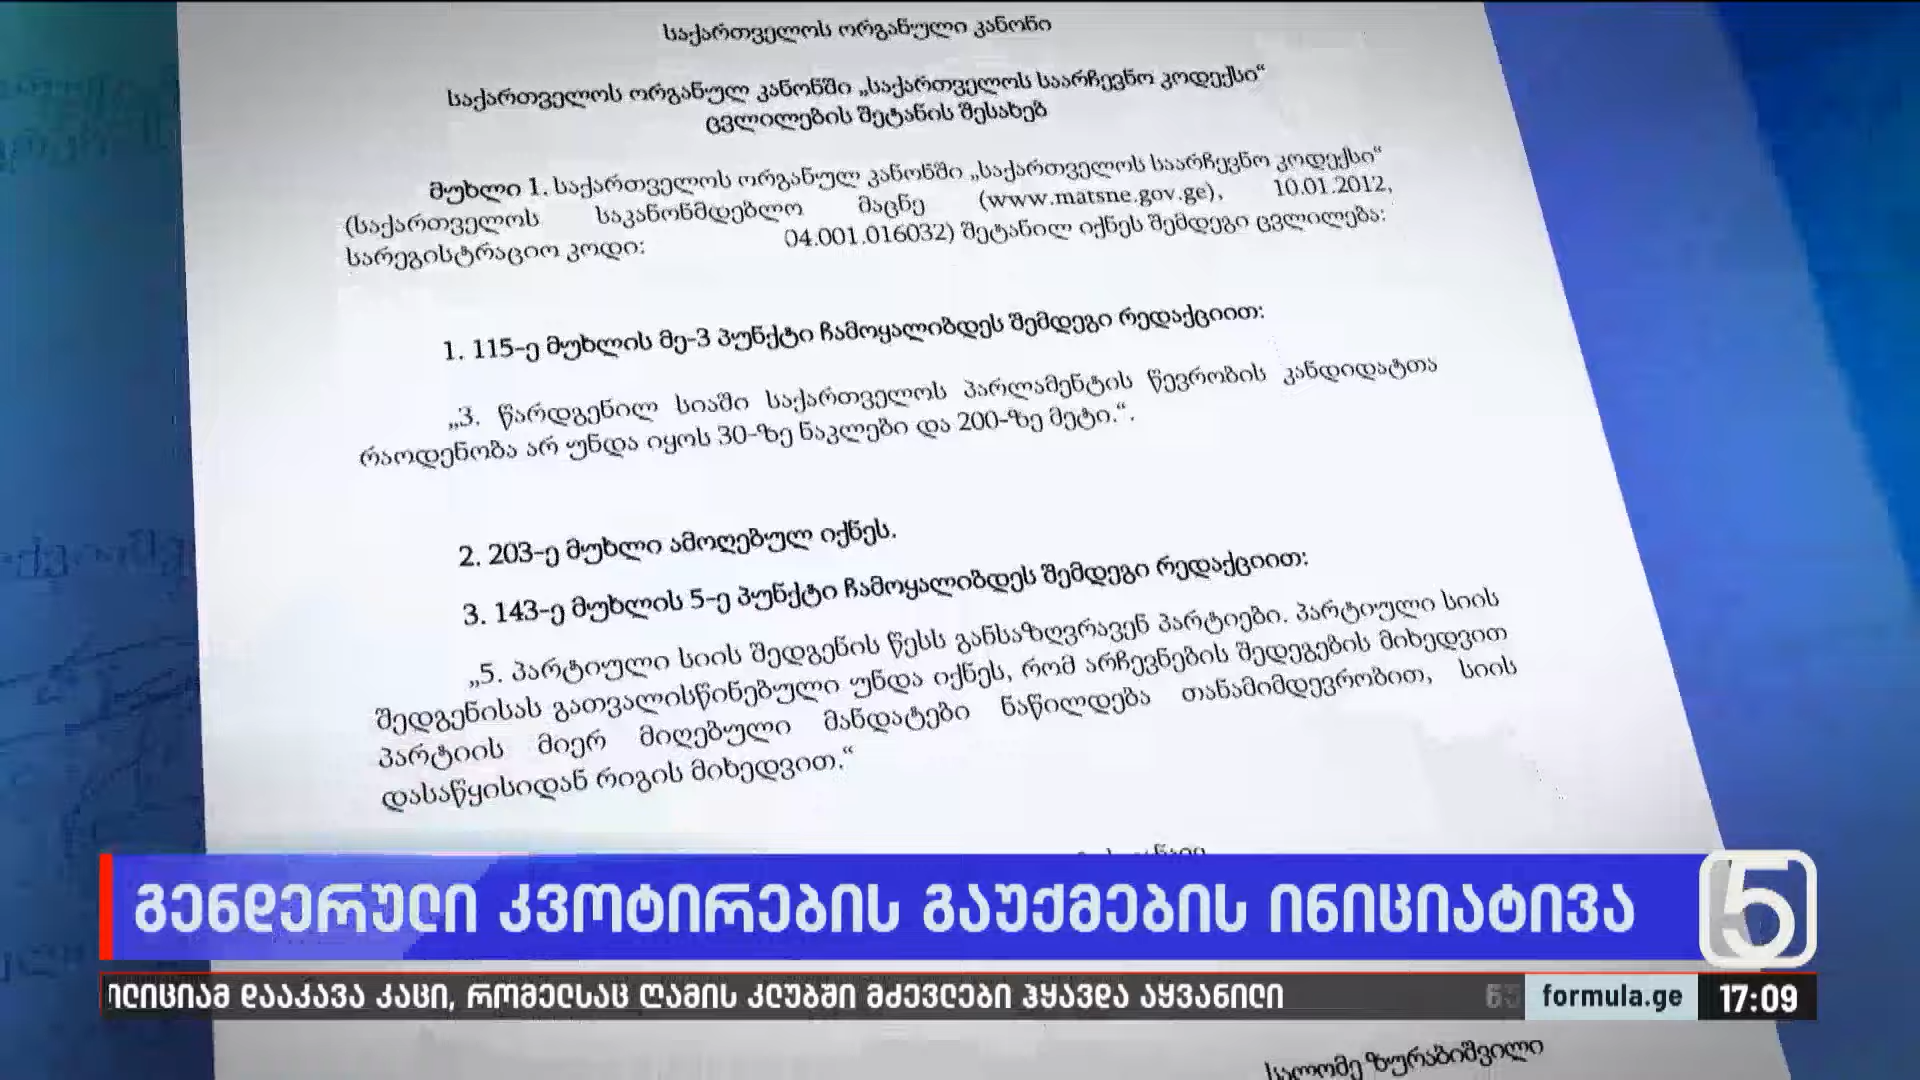 საქართველოს ორგანული კანონი
საქართველოს ორგანულ კანონში „საქართველოს საარჩევნო კოდექსი“
ცვლილების შეტანის შესახებ
მუხლი 1. საქართველოს ორგანულ კანონში „საქართველოს საარჩევნო კოდექსი“
(საქართველოს საკანონმდებლო მაცნე (www.matsne.gov.ge), 10.01.2012,
სარეგისტრაციო კოდი: 04.001.016032) შეტანილ იქნეს შემდეგი ცვლილება:
1. 115-ე მუხლის მე-3 პუნქტი ჩამოყალიბდეს შემდეგი რედაქციით:
„3. წარდგენილ სიაში საქართველოს პარლამენტის წევრობის კანდიდატთა
რაოდენობა არ უნდა იყოს 30-ზე ნაკლები და 200-ზე მეტი.“.
2. 203-ე მუხლი ამოღებულ იქნეს.
3. 143-ე მუხლის 5-ე პუნქტი ჩამოყალიბდეს შემდეგი რედაქციით:
„5. პარტიული სიის შედგენის წესს განსაზღვრავენ პარტიები. პარტიული სიის
შედგენისას გათვალისწინებული უნდა იქნეს, რომ არჩევნების შედეგების მიხედვით
პარტიის მიერ მიღებული მანდატები ნაწილდება თანამიმდევრობით, სიის
დასაწყისიდან რიგის მიხედვით.“
გენდერული კვოტირების გაუქმების ინიციატივა
5
ოლიციამ დააკავა კაცი, რომელსაც ღამის კლუბში მძევლები ჰყავდა აყვანილი
formula.ge 17:09
სალომე ზურაბიშვილი